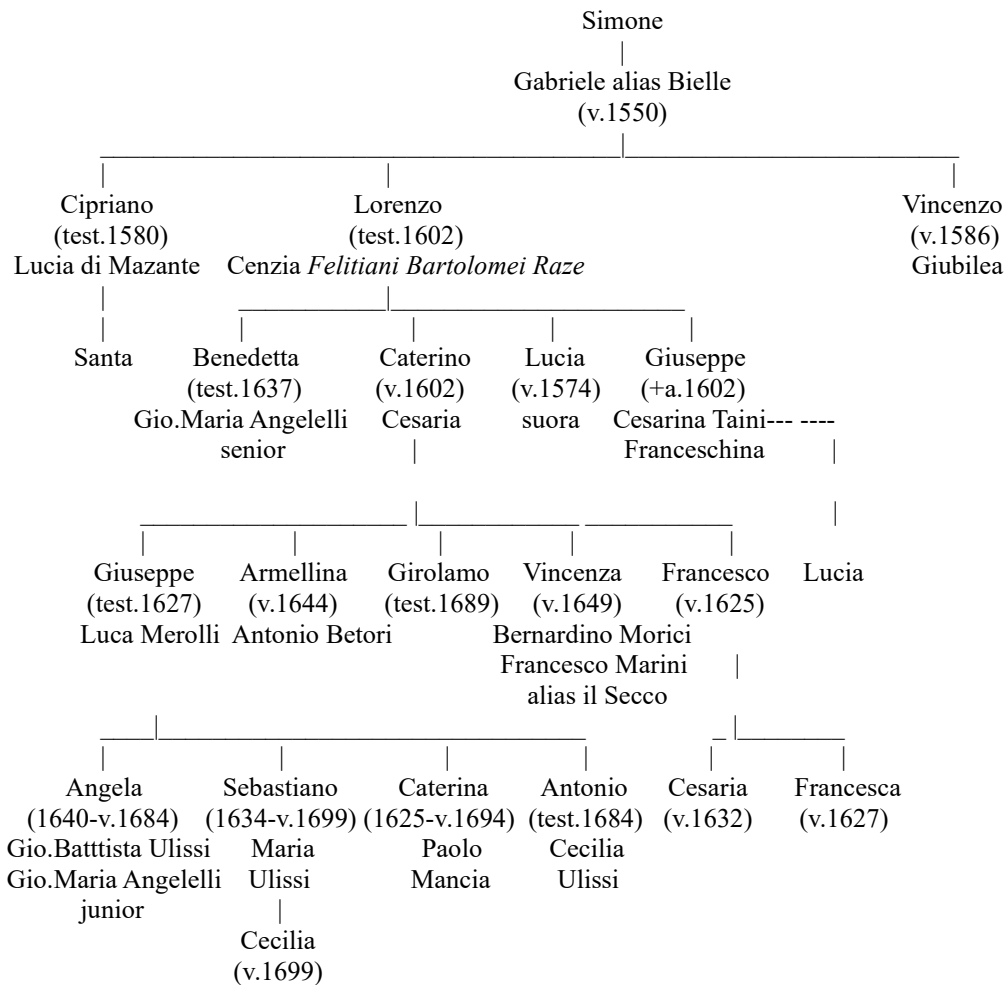 Simone
Gabriele alias Bielle
(v.1550)
Cipriano Lorenzo Vincenzo
(test.1580) (test.1602) (v.1586)
Lucia di Mazante Cenzia Felitiani Bartolomei Raze Giubilea
Santa Benedetta Caterino Lucia Giuseppe
(test.1637) (v.1602) (v.1574) (+a.1602)
Gio.Maria Angelelli Cesaria suora Cesarina Taini--- ----
senior Franceschina
Giuseppe Armellina Girolamo Vincenza Francesco Lucia
(test.1627) (v.1644) (test.1689) (v.1649) (v.1625)
Luca Merolli Antonio Betori Bernardino Morici
Francesco Marini
alias il Secco
Angela Sebastiano Caterina Antonio Cesaria Francesca
(1640-v.1684) (1634-v.1699) (1625-v.1694) (test.1684) (v.1632) (v.1627)
Gio.Batttista Ulissi Maria Paolo Cecilia
Gio.Maria Angelelli Ulissi Mancia Ulissi
junior
Cecilia
(v.1699)